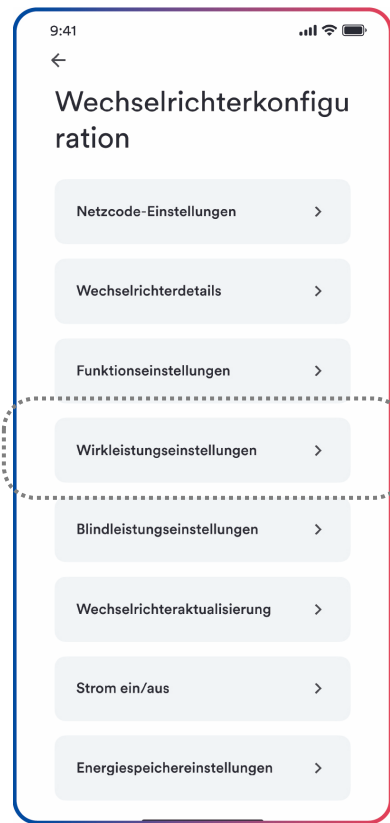 9:41
Wechselrichterkonfigu
ration
Netzcode-Einstellungen
Wechselrichterdetails
Funktionseinstellungen
Wirkleistungseinstellungen
Blindleistungseinstellungen
Wechselrichteraktualisierung
Strom ein/aus
Energiespeichereinstellungen